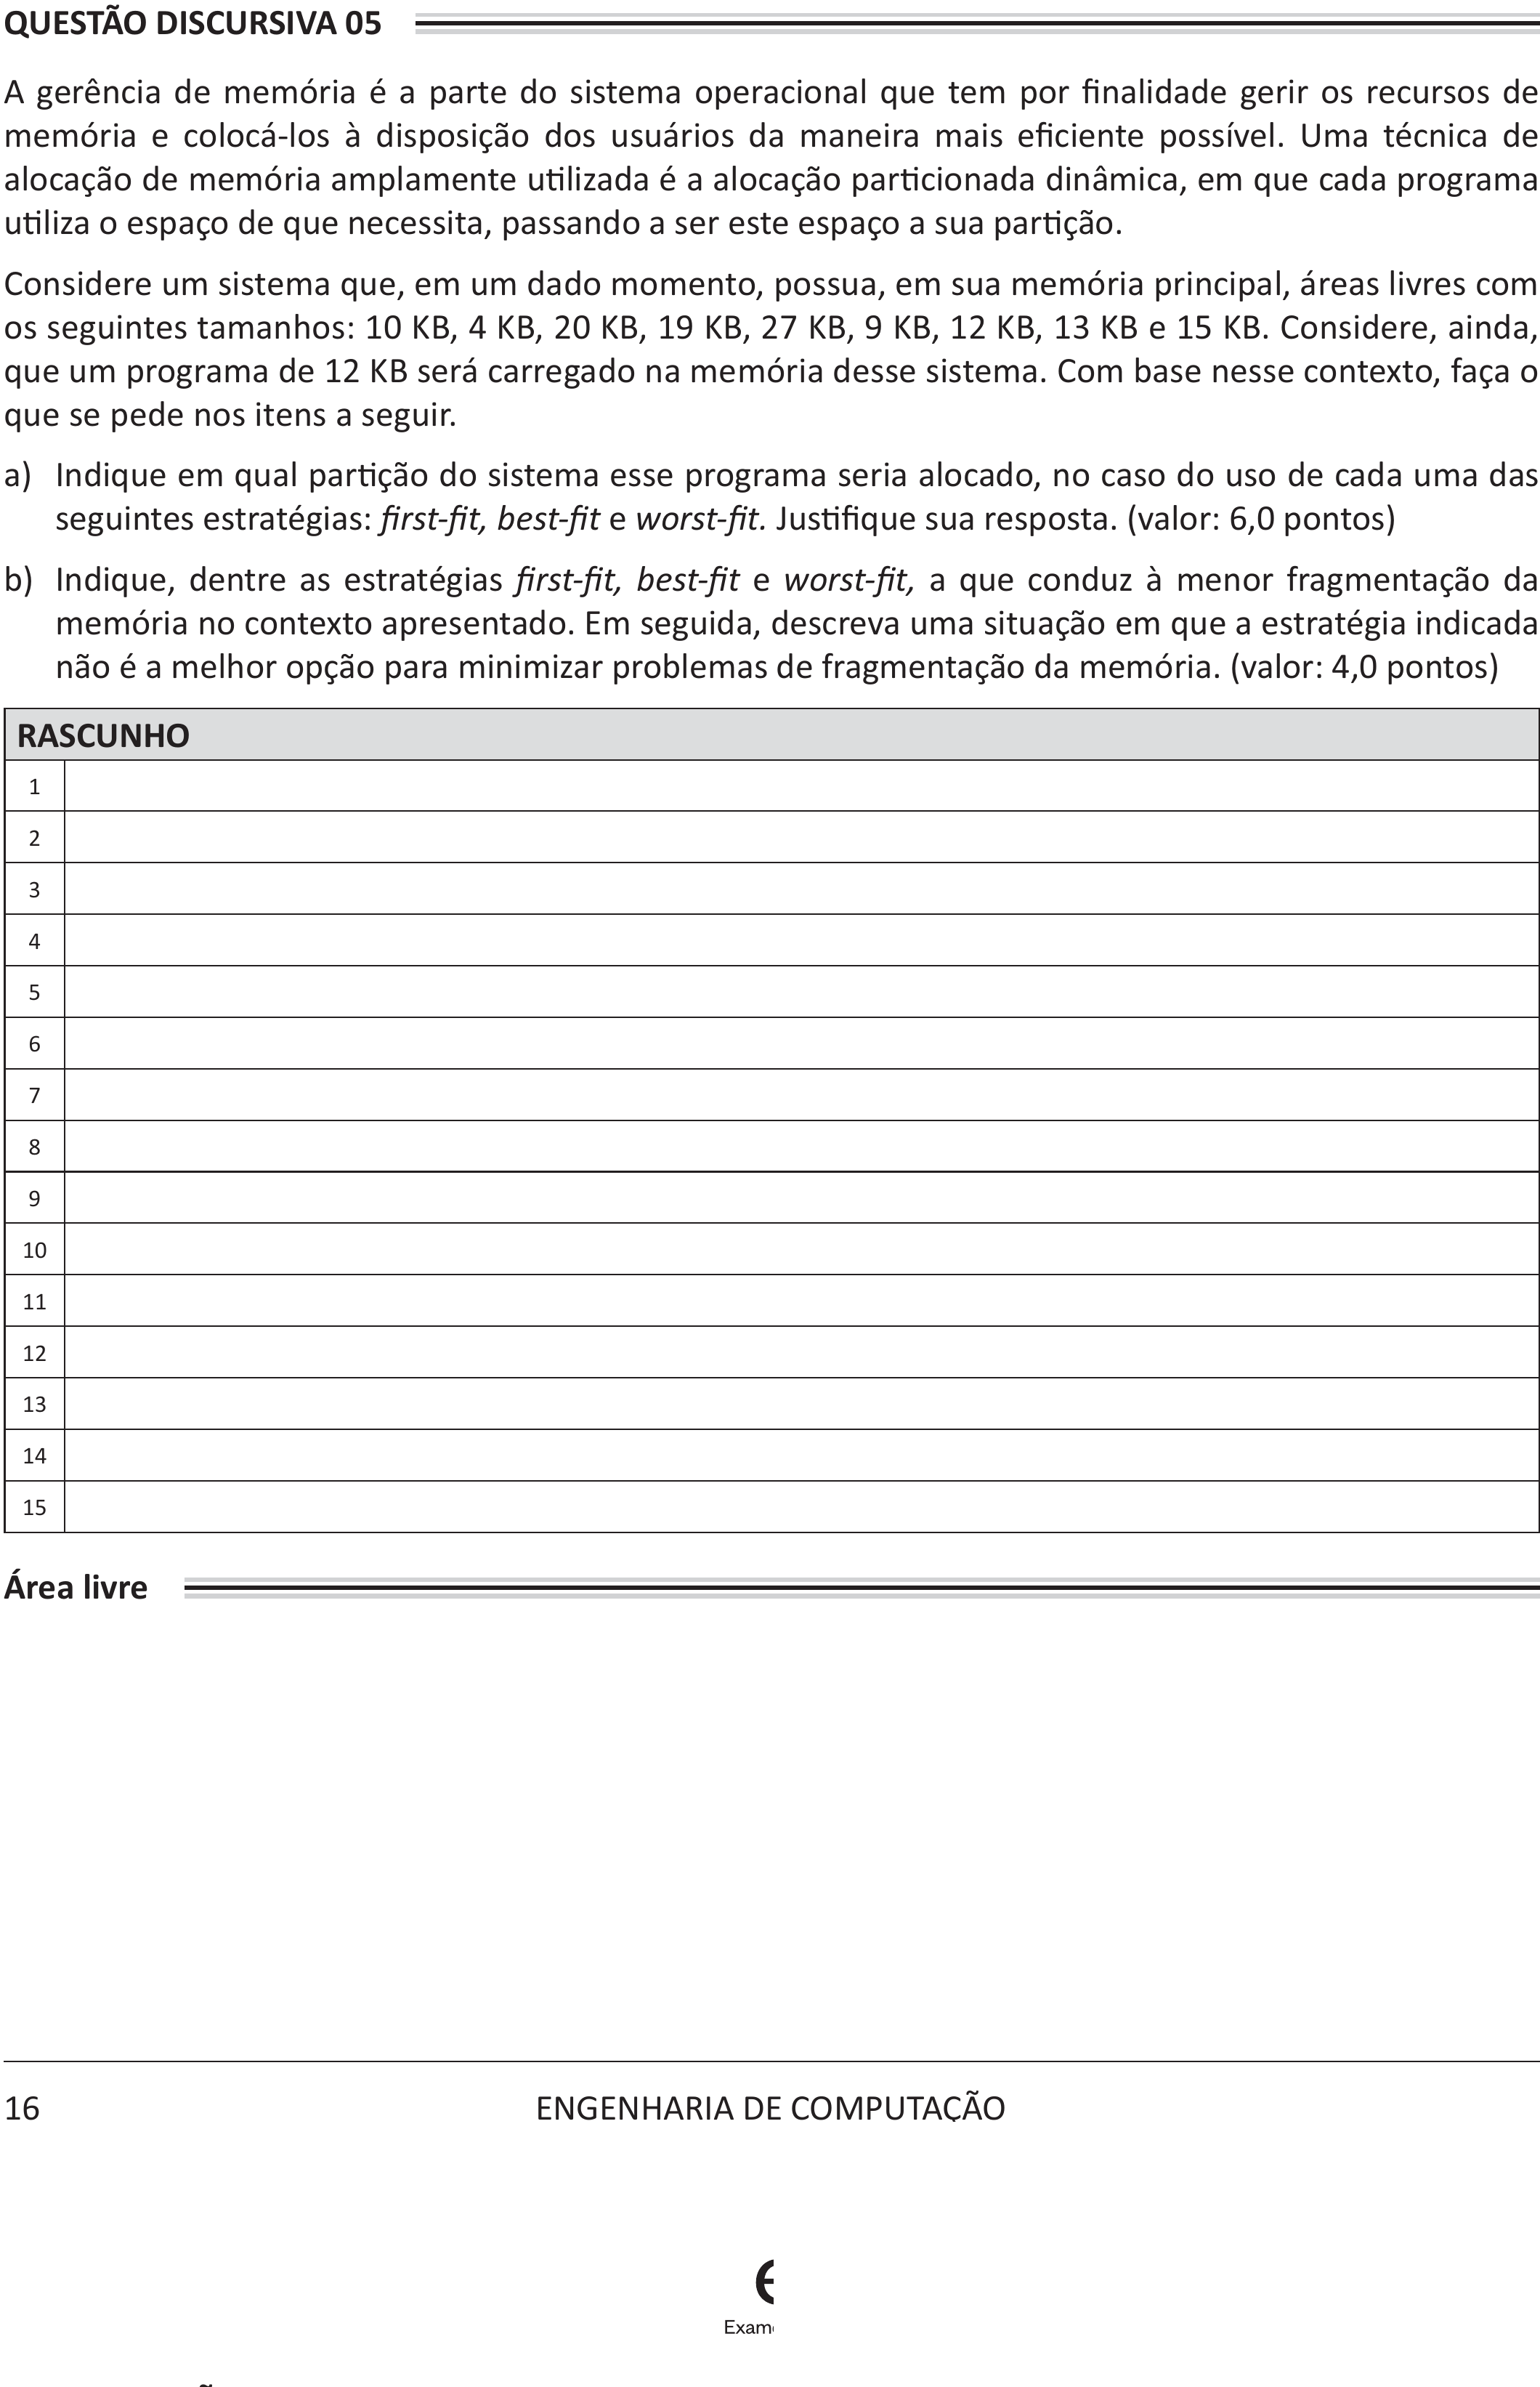 QUESTÃO DISCURSIVA 05
A gerência de memória é a parte do sistema operacional que tem por finalidade gerir os recursos de
memória e colocá-los à disposição dos usuários da maneira mais eficiente possível. Uma técnica de
alocação de memória amplamente utilizada é a alocação particionada dinâmica, em que cada programa
utiliza o espaço de que necessita, passando a ser este espaço a sua partição.
Considere um sistema que, em um dado momento, possua, em sua memória principal, áreas livres com
os seguintes tamanhos: 10 KB, 4 KB, 20 KB, 19 KB, 27 KB, 9 KB, 12 KB, 13 KB e 15 KB. Considere, ainda,
que um programa de 12 KB será carregado na memória desse sistema. Com base nesse contexto, faça o
que se pede nos itens a seguir.
a) Indique em qual partição do sistema esse programa seria alocado, no caso do uso de cada uma das
seguintes estratégias: first-fit, best-fit e worst-fit. Justifique sua resposta. (valor: 6,0 pontos)
b) Indique, dentre as estratégias first-fit, best-fit e worst-fit, a que conduz à menor fragmentação da
memória no contexto apresentado. Em seguida, descreva uma situação em que a estratégia indicada
não é a melhor opção para minimizar problemas de fragmentação da memória. (valor: 4,0 pontos)
RASCUNHO
1
2
3
4
5
6
7
8
9
10
11
12
13
14
15
Área livre
16 ENGENHARIA DE COMPUTAÇÃO